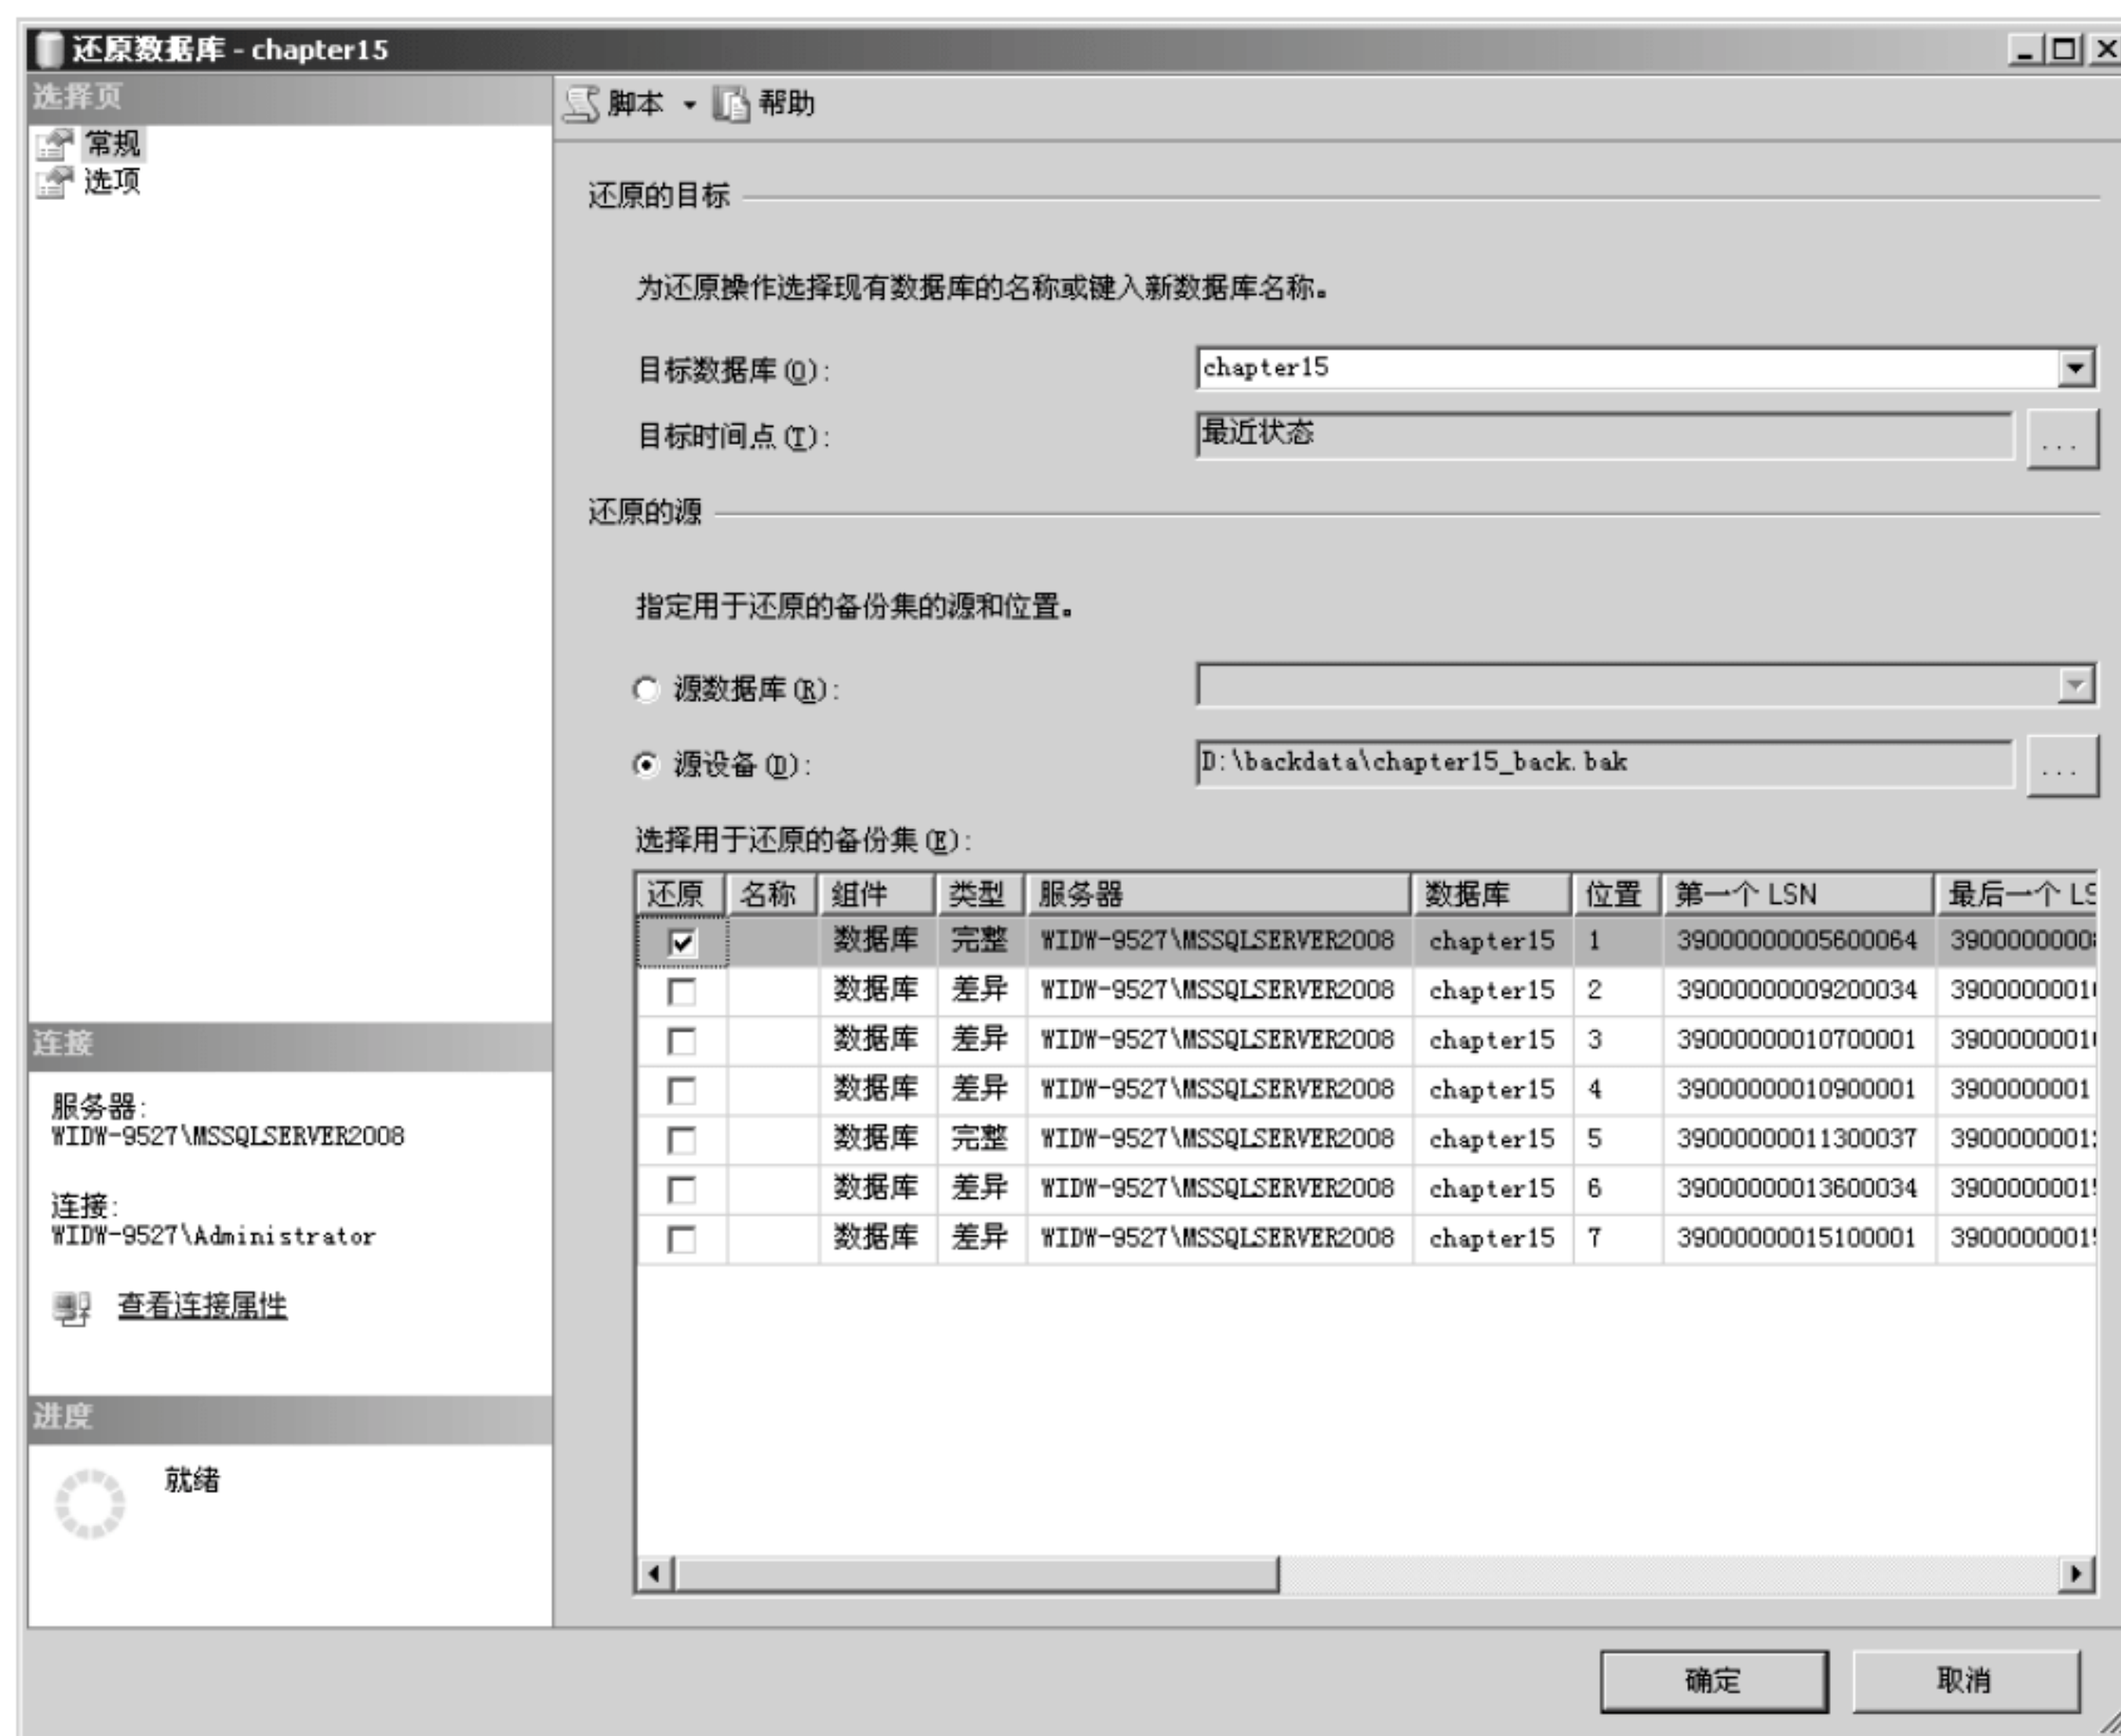 还原数据库 - chapter15
选择页
常规
选项
脚本 帮助
还原的目标
为还原操作选择现有数据库的名称或键入新数据库名称。
目标数据库(O): chapter15
目标时间点(T): 最近状态 ...
还原的源
指定用于还原的备份集的源和位置。
源数据库(R):
源设备(D): D:\backdata\chapter15_back.bak ...
选择用于还原的备份集(E):
还原 名称 组件 类型 服务器 数据库 位置 第一个 LSN 最后一个 LS
数据库 完整 WIDW-9527\MSSQLSERVER2008 chapter15 1 39000000005600064 3900000000
数据库 差异 WIDW-9527\MSSQLSERVER2008 chapter15 2 39000000009200034 3900000001
数据库 差异 WIDW-9527\MSSQLSERVER2008 chapter15 3 39000000010700001 3900000001
数据库 差异 WIDW-9527\MSSQLSERVER2008 chapter15 4 39000000010900001 3900000001
数据库 完整 WIDW-9527\MSSQLSERVER2008 chapter15 5 39000000011300037 3900000001
数据库 差异 WIDW-9527\MSSQLSERVER2008 chapter15 6 39000000013600034 3900000001
数据库 差异 WIDW-9527\MSSQLSERVER2008 chapter15 7 39000000015100001 3900000001
连接
服务器:
WIDW-9527\MSSQLSERVER2008
连接:
WIDW-9527\Administrator
查看连接属性
进度
就绪
确定 取消